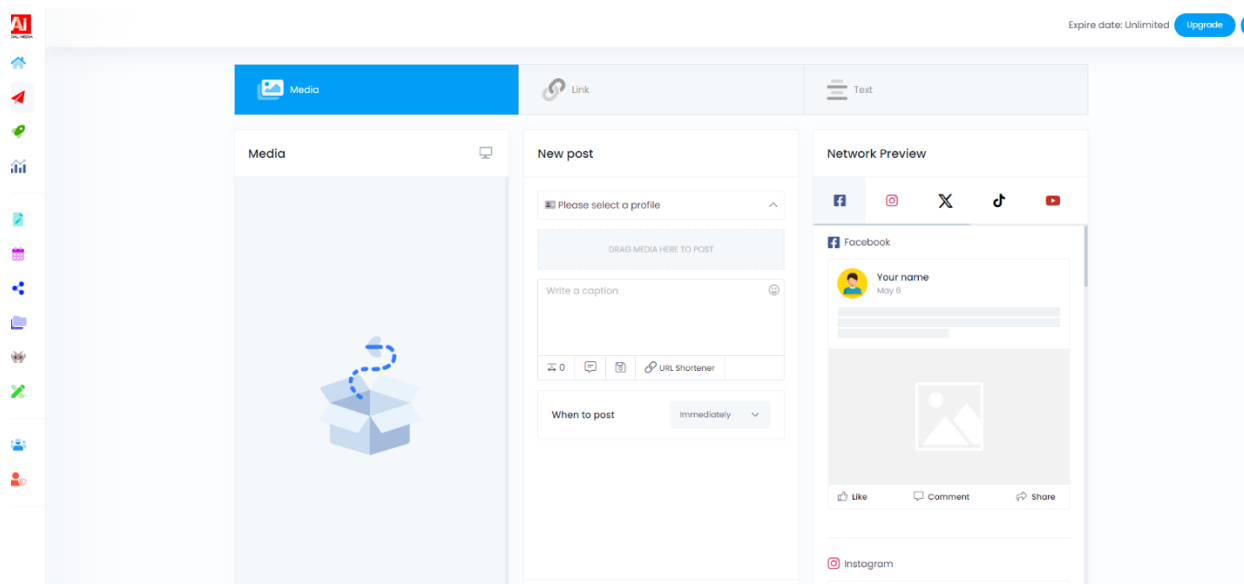 Ai
Expire date: Unlimited
Upgrade
Media
Link
Text
Media
New post
Please select a profile
DRAG MEDIA HERE TO POST
Write a caption
0
URL Shortener
When to post
Immediately
Network Preview
Facebook
Your name
May 6
Like
Comment
Share
Instagram